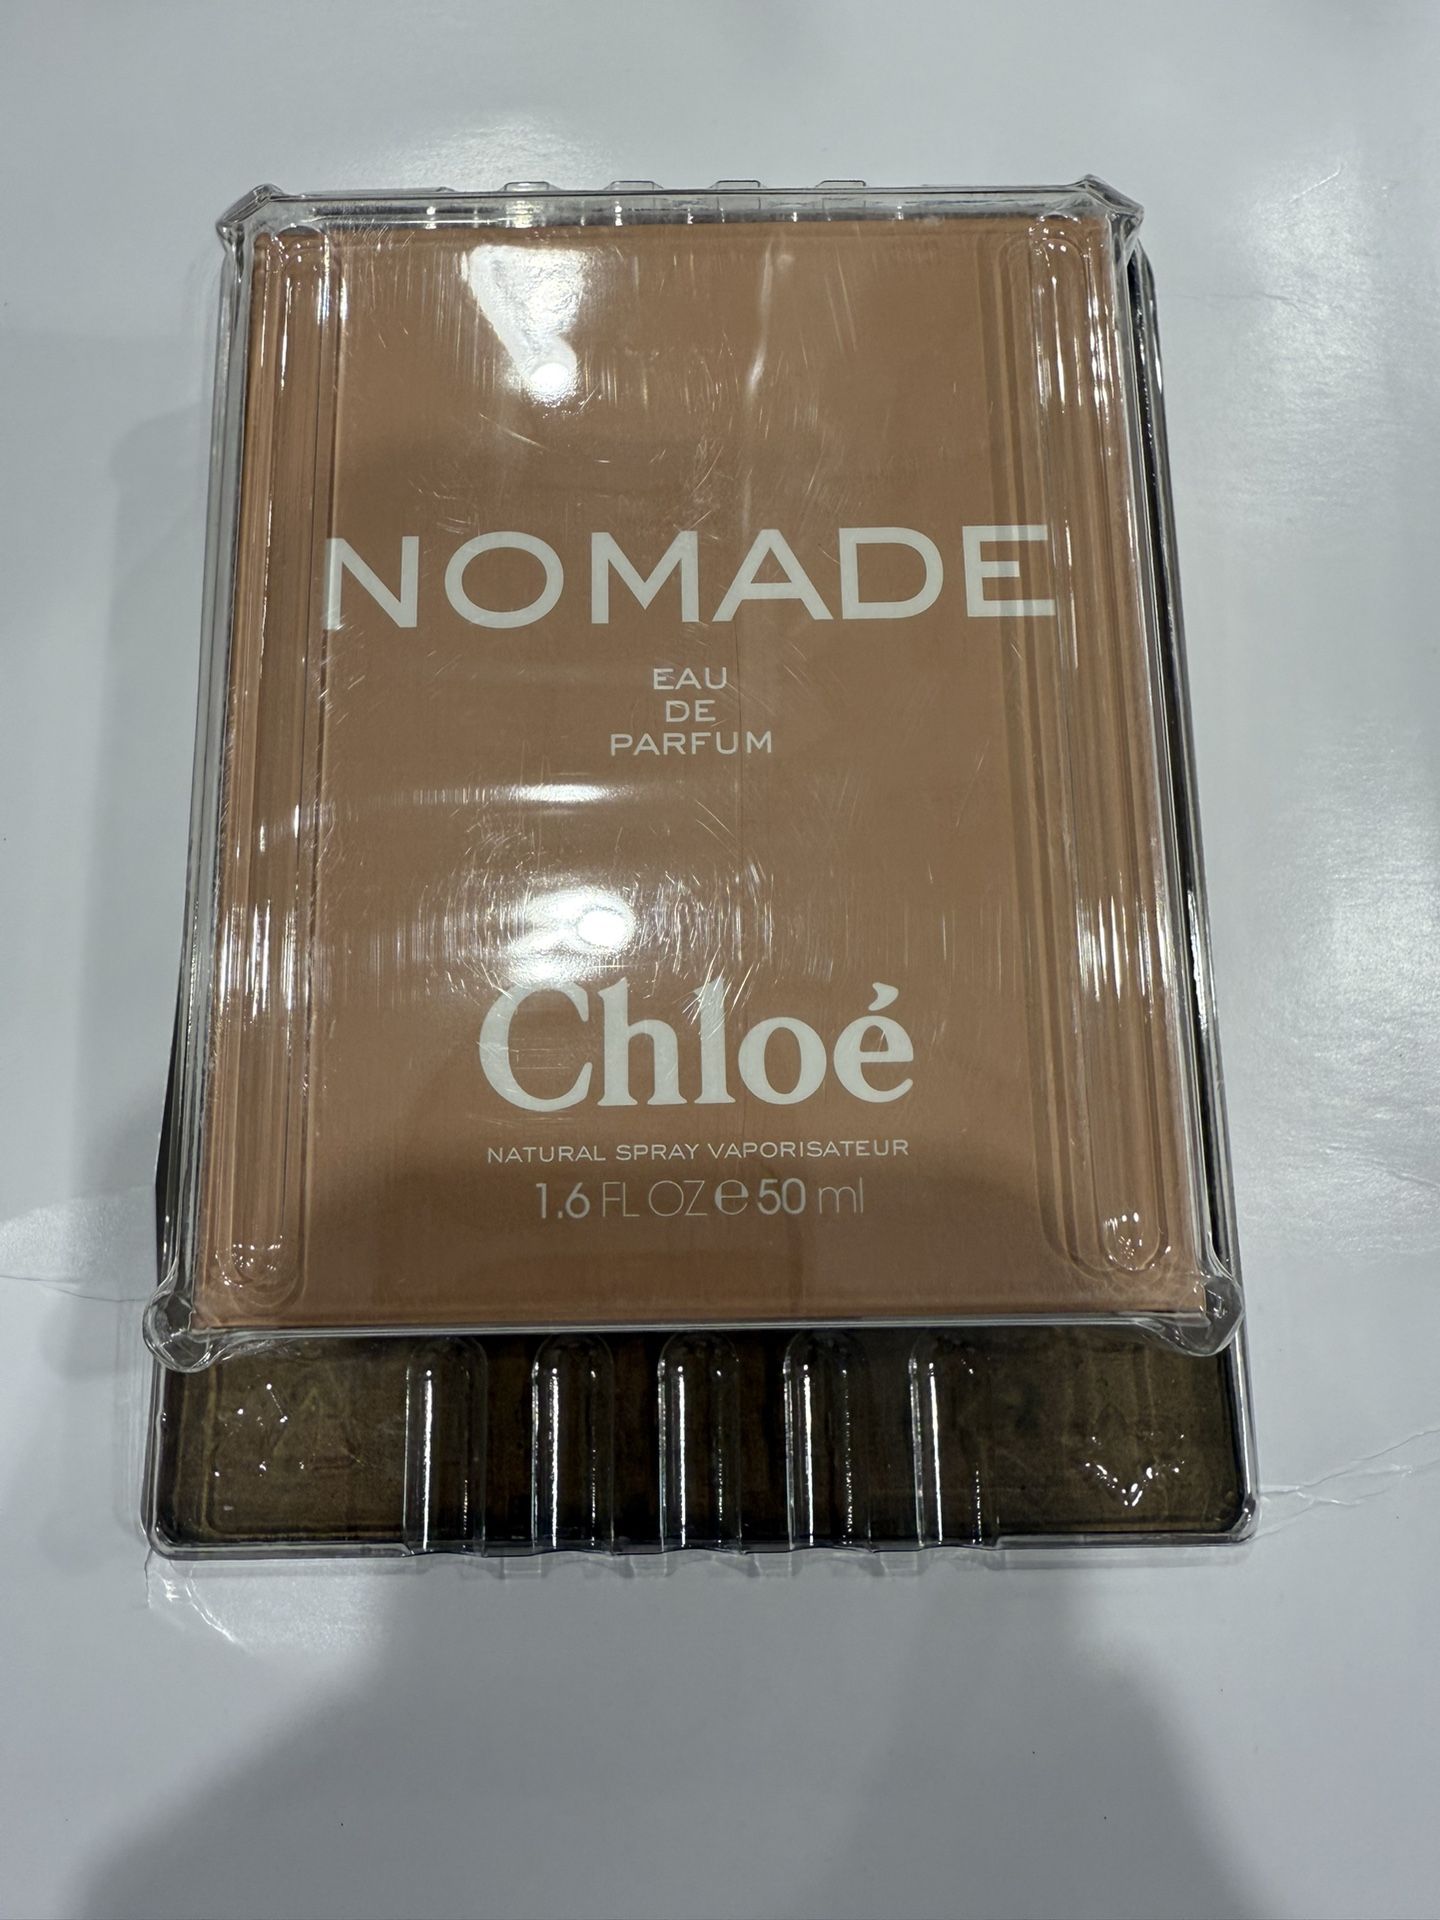 NOMADE
EAU
DE
PARFUM
Chloé
NATURAL SPRAY VAPORISATEUR
1.6 FL OZ ℮ 50 ml